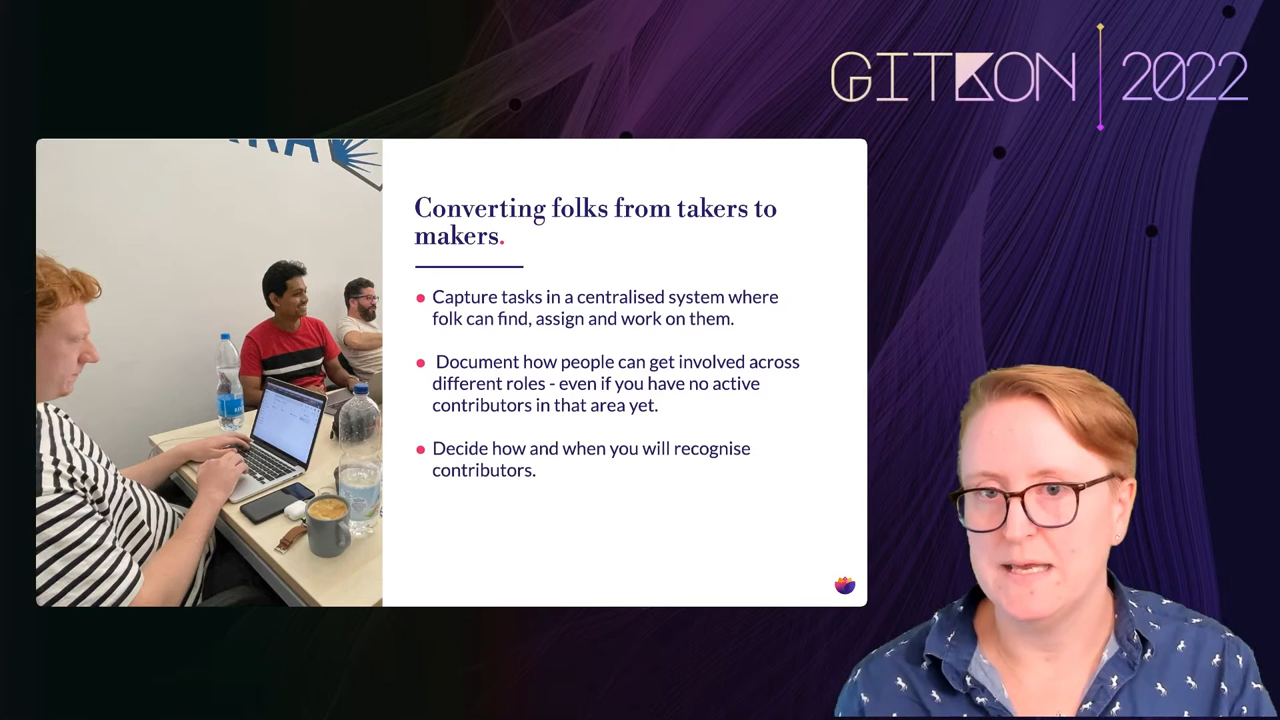 GITKON 2022
Converting folks from takers to
makers.
Capture tasks in a centralised system where
folk can find, assign and work on them.
Document how people can get involved across
different roles - even if you have no active
contributors in that area yet.
Decide how and when you will recognise
contributors.